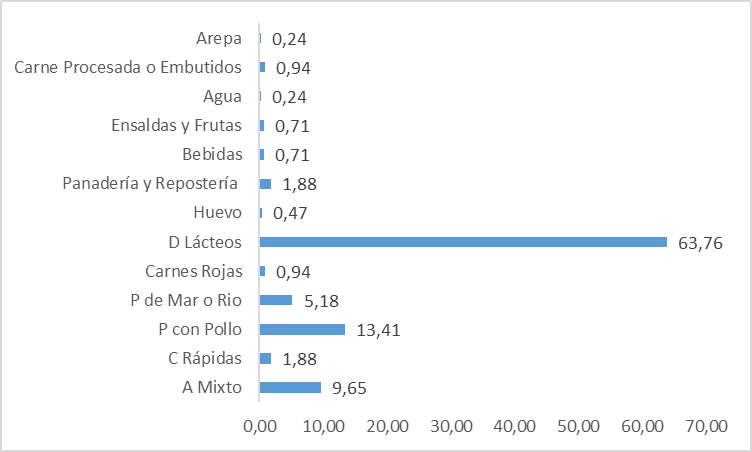 Arepa 0,24
Carne Procesada o Embutidos 0,94
Agua 0,24
Ensaldas y Frutas 0,71
Bebidas 0,71
Panadería y Repostería 1,88
Huevo 0,47
D Lácteos 63,76
Carnes Rojas 0,94
P de Mar o Rio 5,18
P con Pollo 13,41
C Rápidas 1,88
A Mixto 9,65
0,00 10,00 20,00 30,00 40,00 50,00 60,00 70,00